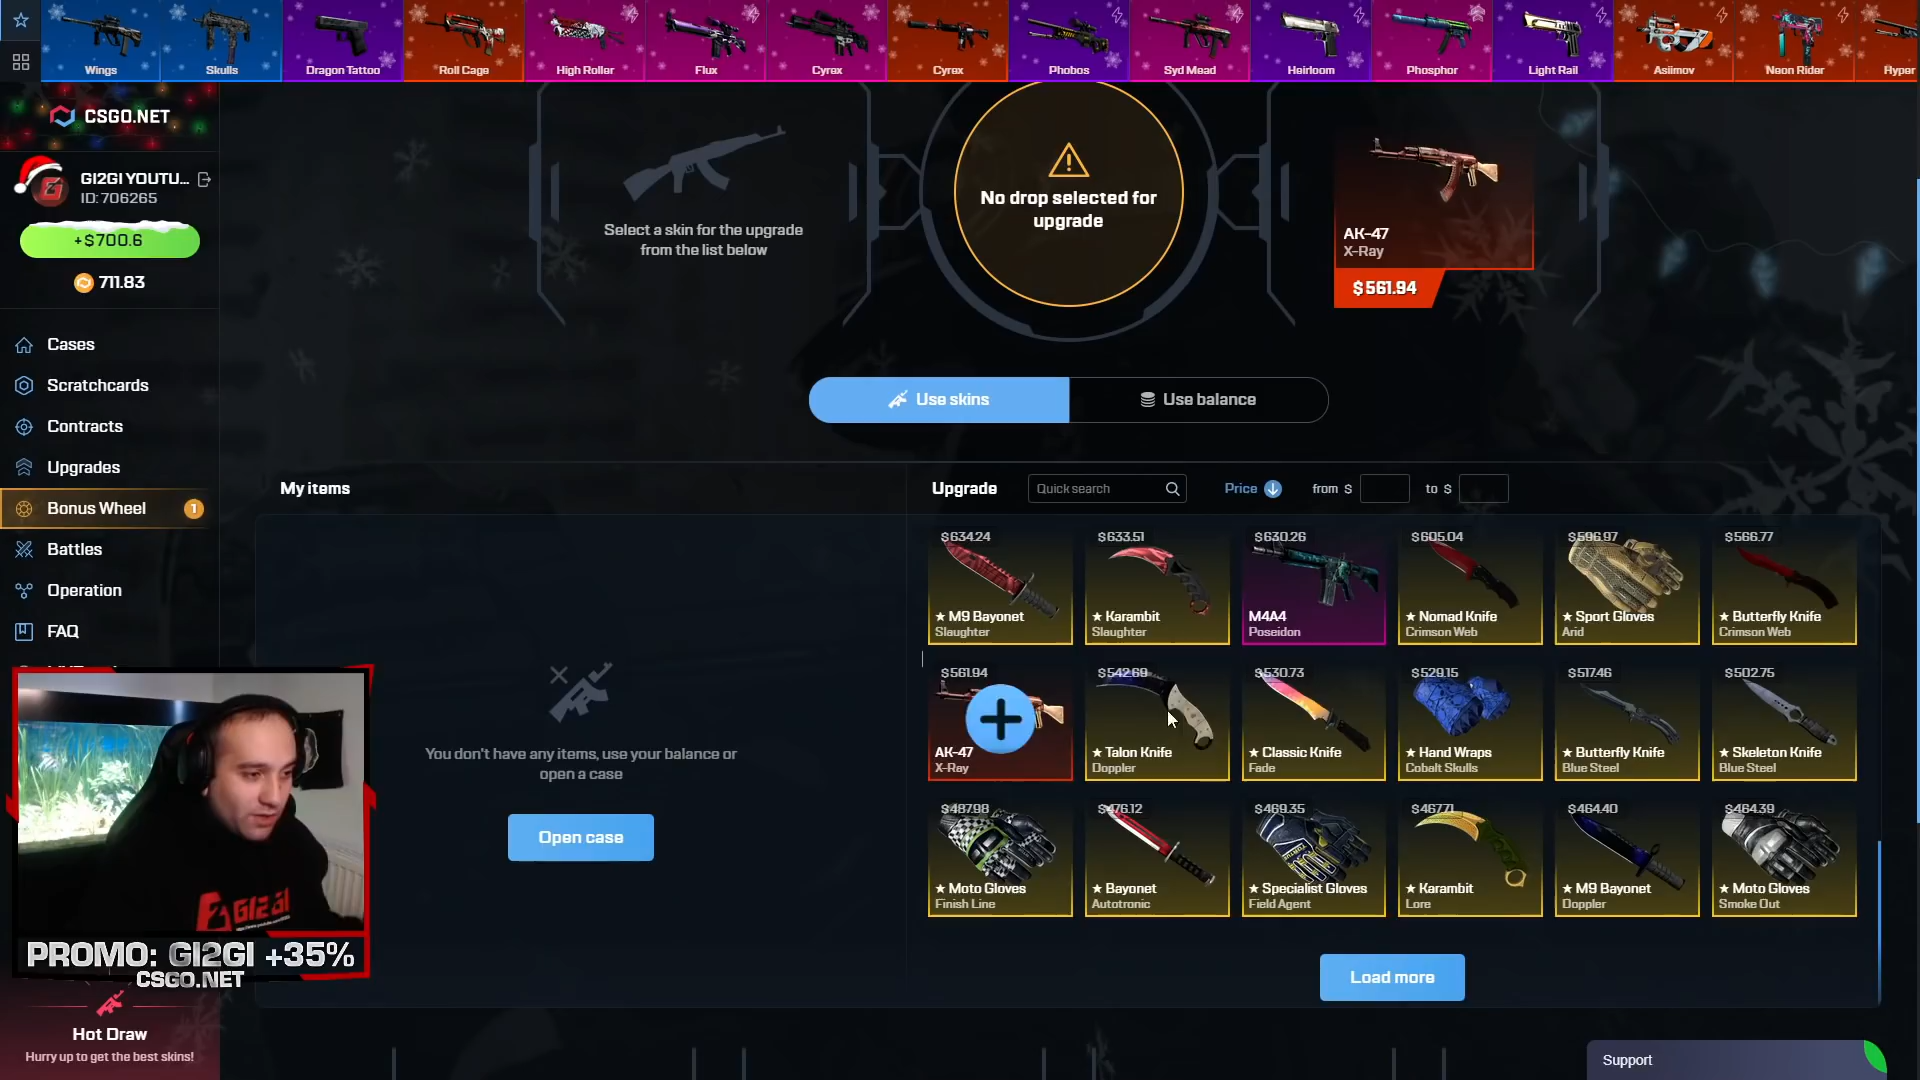 Wings
Skulls
Dragon Tattoo
Roll Cage
High Roller
Flux
Cyrex
Cyrex
Phobos
Syd Mead
Heirloom
Phosphor
Light Rail
Asiimov
Neon Rider
Hyper
CSGO.NET
GI2GI YOUTU...
ID: 706265
+$700.6
711.83
Cases
Scratchcards
Contracts
Upgrades
Bonus Wheel
1
Battles
Operation
FAQ
Select a skin for the upgrade
from the list below
No drop selected for
upgrade
AK-47
X-Ray
$561.94
Use skins
Use balance
My items
Upgrade
Quick search
Price
from $
to $
You don't have any items, use your balance or
open a case
Open case
$634.24
★ M9 Bayonet
Slaughter
$633.51
★ Karambit
Slaughter
$630.26
M4A4
Poseidon
$605.04
★ Nomad Knife
Crimson Web
$596.97
★ Sport Gloves
Arid
$566.77
★ Butterfly Knife
Crimson Web
$561.94
AK-47
X-Ray
$542.69
★ Talon Knife
Doppler
$530.73
★ Classic Knife
Fade
$529.15
★ Hand Wraps
Cobalt Skulls
$517.46
★ Butterfly Knife
Blue Steel
$502.75
★ Skeleton Knife
Blue Steel
$487.98
★ Moto Gloves
Finish Line
$476.12
★ Bayonet
Autotronic
$469.35
★ Specialist Gloves
Field Agent
$467.71
★ Karambit
Lore
$464.40
★ M9 Bayonet
Doppler
$464.39
★ Moto Gloves
Smoke Out
Load more
GI2GI
PROMO: GI2GI +35%
CSGO.NET
Hot Draw
Hurry up to get the best skins!
Support